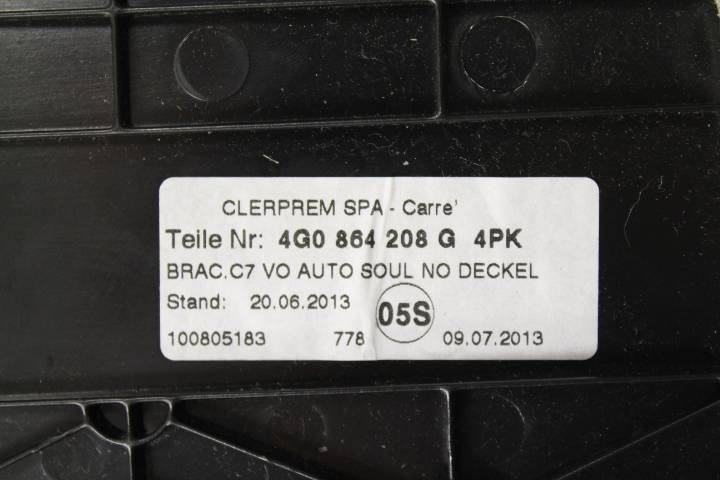 CLERPREM SPA - Carre'
Teile Nr: 4G0 864 208 G 4PK
BRAC.C7 VO AUTO SOUL NO DECKEL
Stand: 20.06.2013 05S
100805183 778 09.07.2013